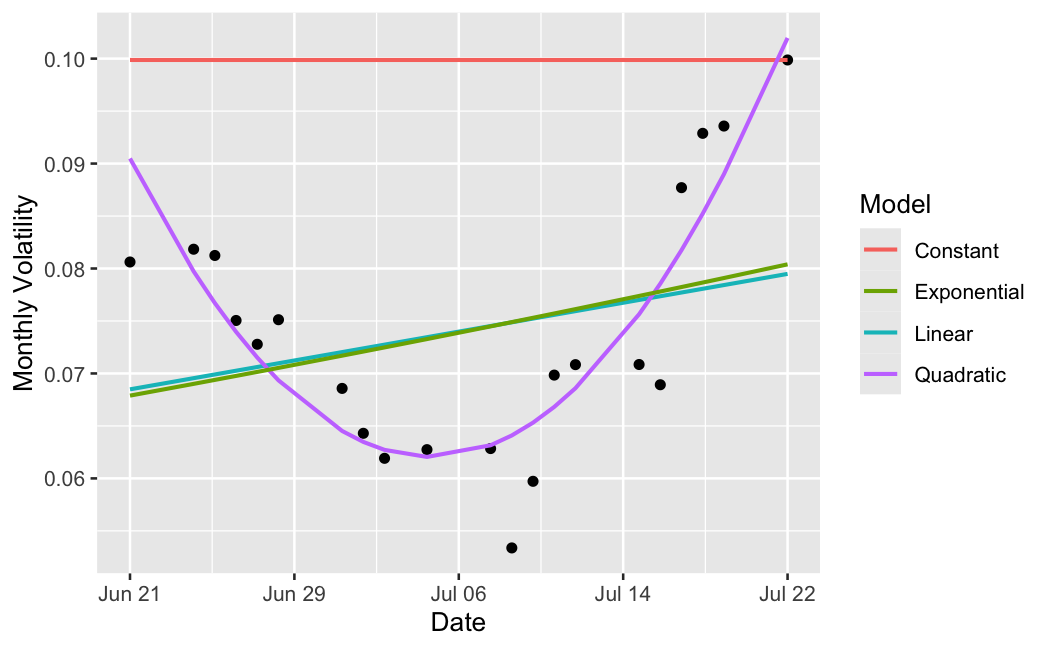 0.10
0.09
0.08
0.07
0.06
Monthly Volatility
Jun 21
Jun 29
Jul 06
Jul 14
Jul 22
Date
Model
Constant
Exponential
Linear
Quadratic